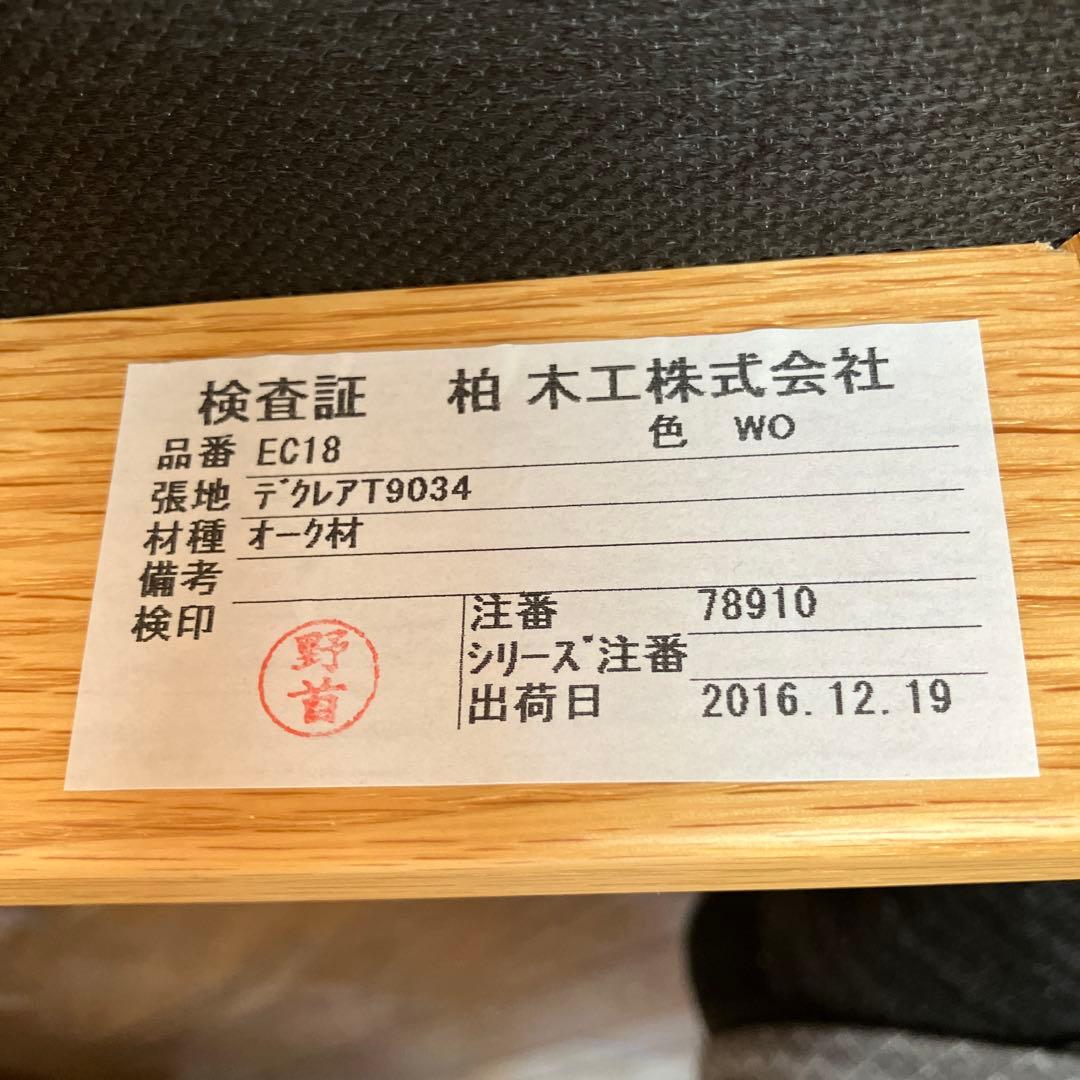 検査証 柏木工株式会社
品番 EC18 色 WO
張地 ﾃﾞｸﾚｱT9034
材種 オーク材
備考
検印 注番 78910
野首
シリーズ注番
出荷日 2016.12.19